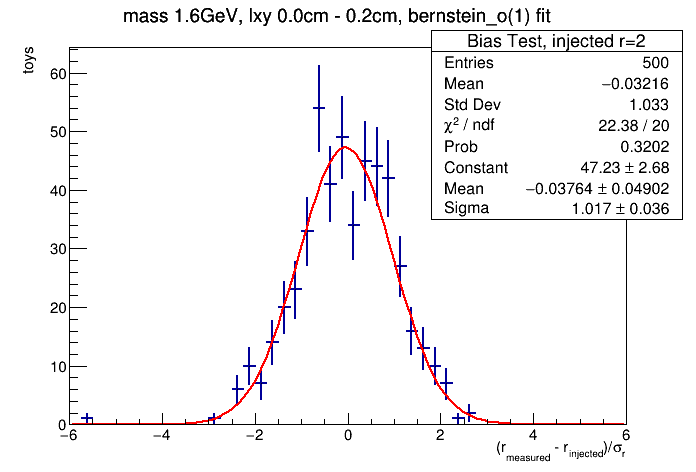 mass 1.6GeV, lxy 0.0cm - 0.2cm, bernstein_o(1) fit
Bias Test, injected r=2
Entries 500
Mean −0.03216
Std Dev 1.033
χ² / ndf 22.38 / 20
Prob 0.3202
Constant 47.23 ± 2.68
Mean −0.03764 ± 0.04902
Sigma 1.017 ± 0.036
toys
60
50
40
30
20
10
0
−6 −4 −2 0 2 4 6
(r_measured - r_injected)/σ_r